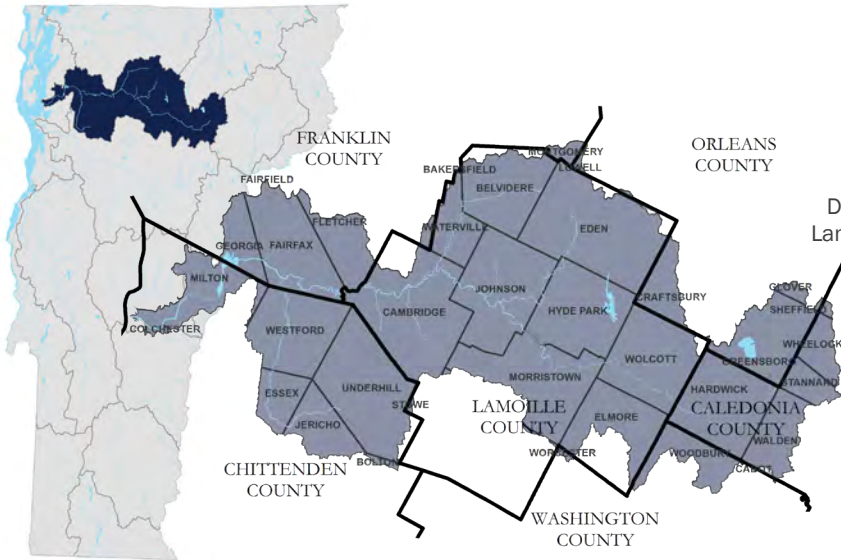 FRANKLIN
COUNTY
ORLEANS
COUNTY
MONTGOMERY
LOWELL
BAKERSFIELD
BELVIDERE
FAIRFIELD
FLETCHER
WATERVILLE
EDEN
D
Lan
GEORGIA
FAIRFAX
MILTON
JOHNSON
HYDE PARK
CRAFTSBURY
GLOVER
SHEFFIELD
COLCHESTER
CAMBRIDGE
WESTFORD
WHEELOCK
GREENSBORO
WOLCOTT
STANNARD
UNDERHILL
MORRISTOWN
HARDWICK
ESSEX
STOWE
LAMOILLE
COUNTY
CALEDONIA
COUNTY
ELMORE
JERICHO
WALDEN
BOLTON
WORCESTER
WOODBURY
CABOT
CHITTENDEN
COUNTY
WASHINGTON
COUNTY